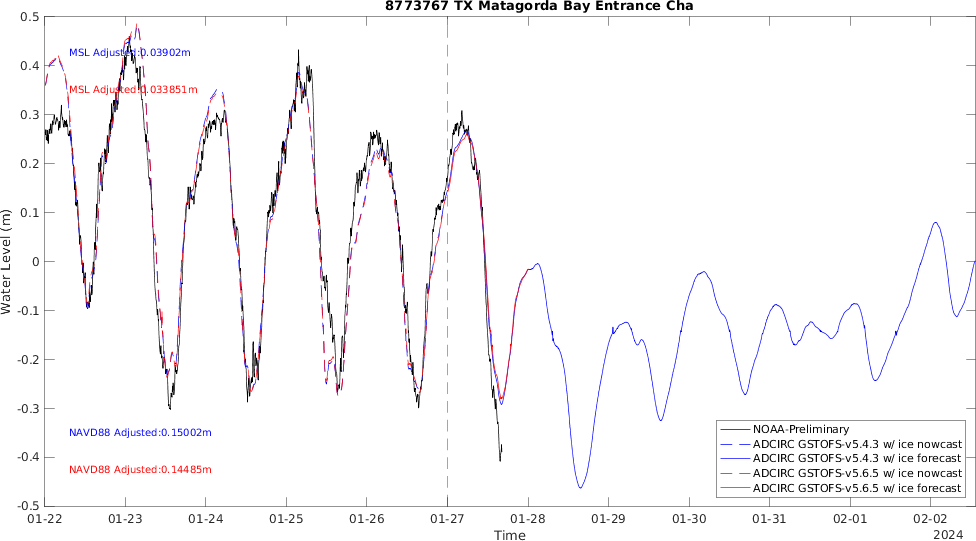 8773767 TX Matagorda Bay Entrance Cha
0.5
0.4
0.3
0.2
0.1
0
-0.1
-0.2
-0.3
-0.4
-0.5
Water Level (m)
MSL Adjusted:0.03902m
MSL Adjusted:0.033851m
NAVD88 Adjusted:0.15002m
NAVD88 Adjusted:0.14485m
NOAA-Preliminary
ADCIRC GSTOFS-v5.4.3 w/ ice nowcast
ADCIRC GSTOFS-v5.4.3 w/ ice forecast
ADCIRC GSTOFS-v5.6.5 w/ ice nowcast
ADCIRC GSTOFS-v5.6.5 w/ ice forecast
01-22 01-23 01-24 01-25 01-26 01-27 01-28 01-29 01-30 01-31 02-01 02-02
Time
2024